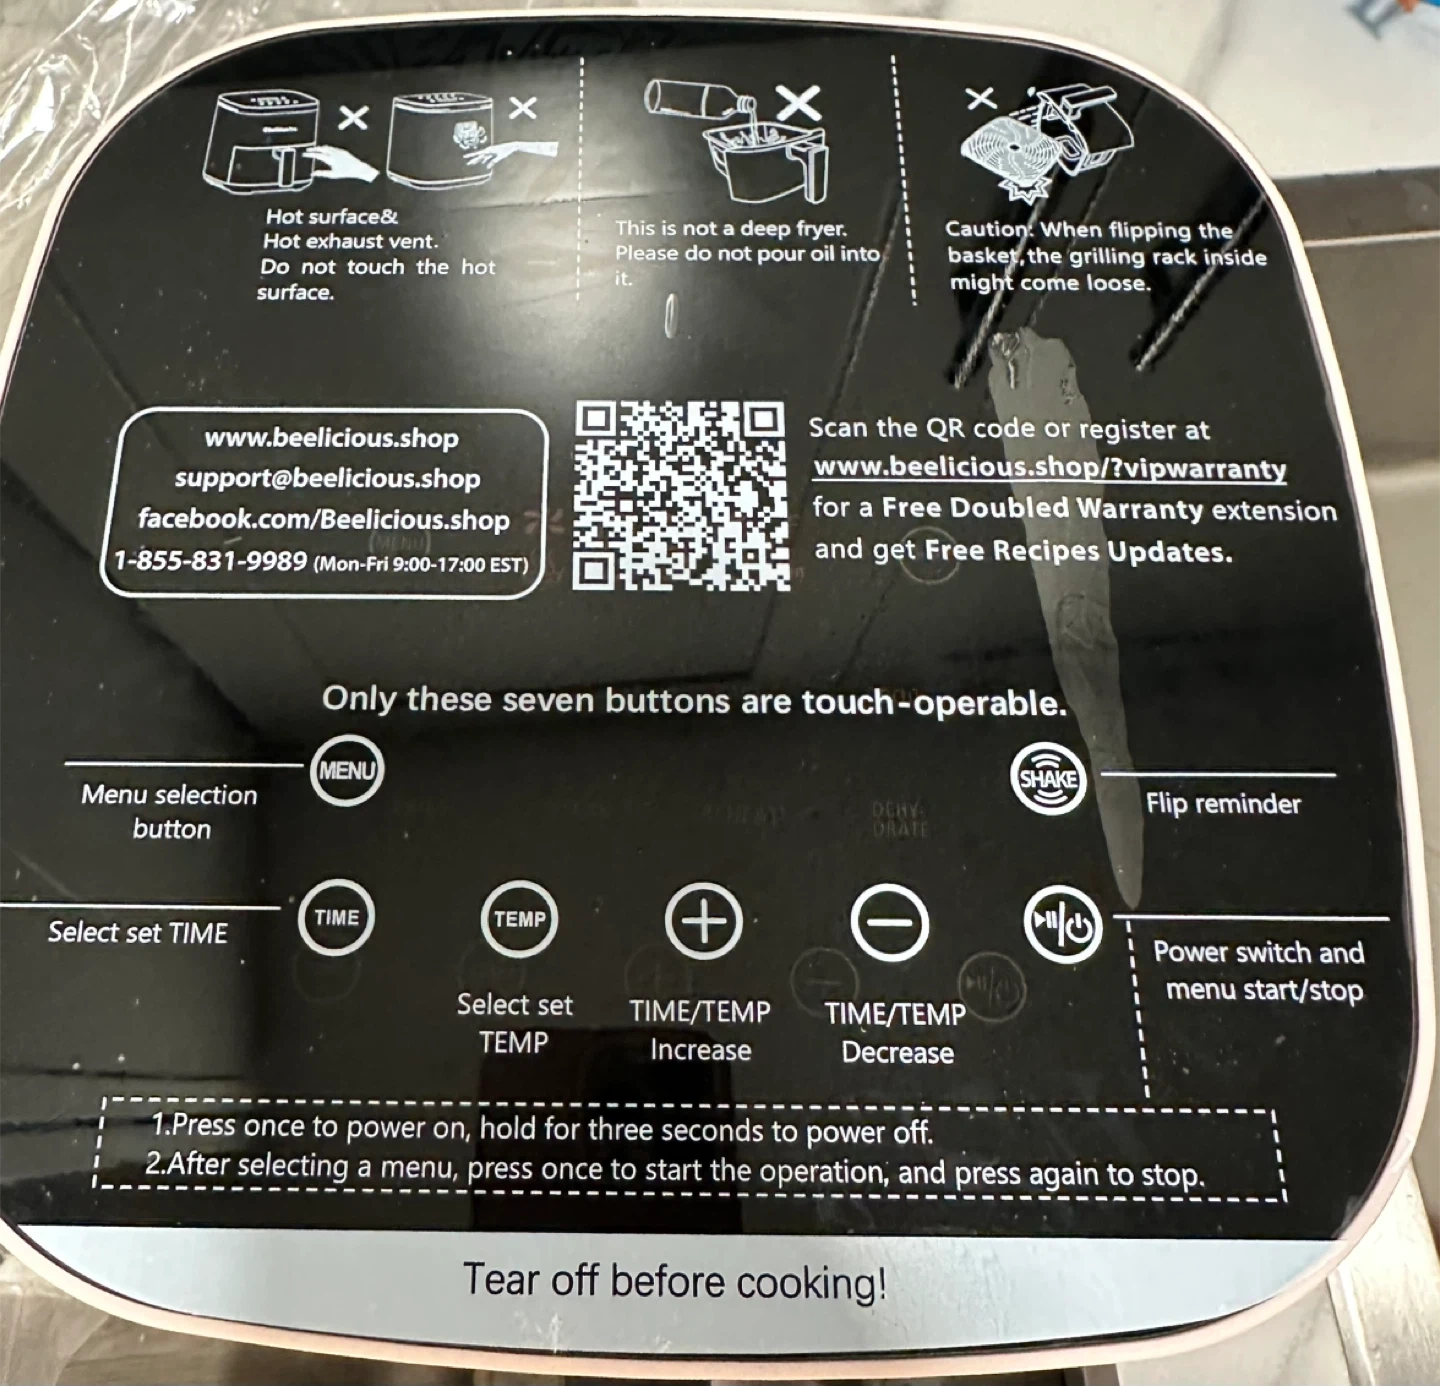 Hot surface&
Hot exhaust vent.
Do not touch the hot
surface.
This is not a deep fryer.
Please do not pour oil into
it.
Caution: When flipping the
basket,the grilling rack inside
might come loose.
www.beelicious.shop
support@beelicious.shop
facebook.com/Beelicious.shop
1-855-831-9989 (Mon-Fri 9:00-17:00 EST)
Scan the QR code or register at
www.beelicious.shop/?vipwarranty
for a Free Doubled Warranty extension
and get Free Recipes Updates.
Only these seven buttons are touch-operable.
MENU
Menu selection
button
SHAKE
Flip reminder
TIME
Select set TIME
TEMP
Select set
TEMP
TIME/TEMP
Increase
TIME/TEMP
Decrease
Power switch and
menu start/stop
DEHY-
DRATE
1.Press once to power on, hold for three seconds to power off.
2.After selecting a menu, press once to start the operation, and press again to stop.
Tear off before cooking!